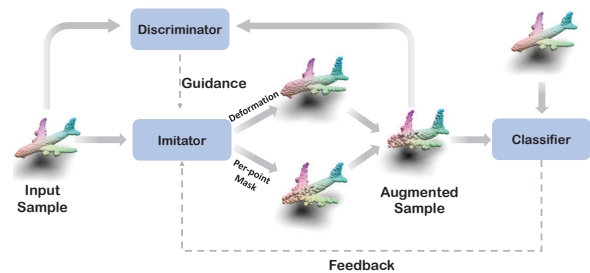 Discriminator
Guidance
Deformation
Imitator
Classifier
Per-point
Mask
Input
Sample
Augmented
Sample
Feedback